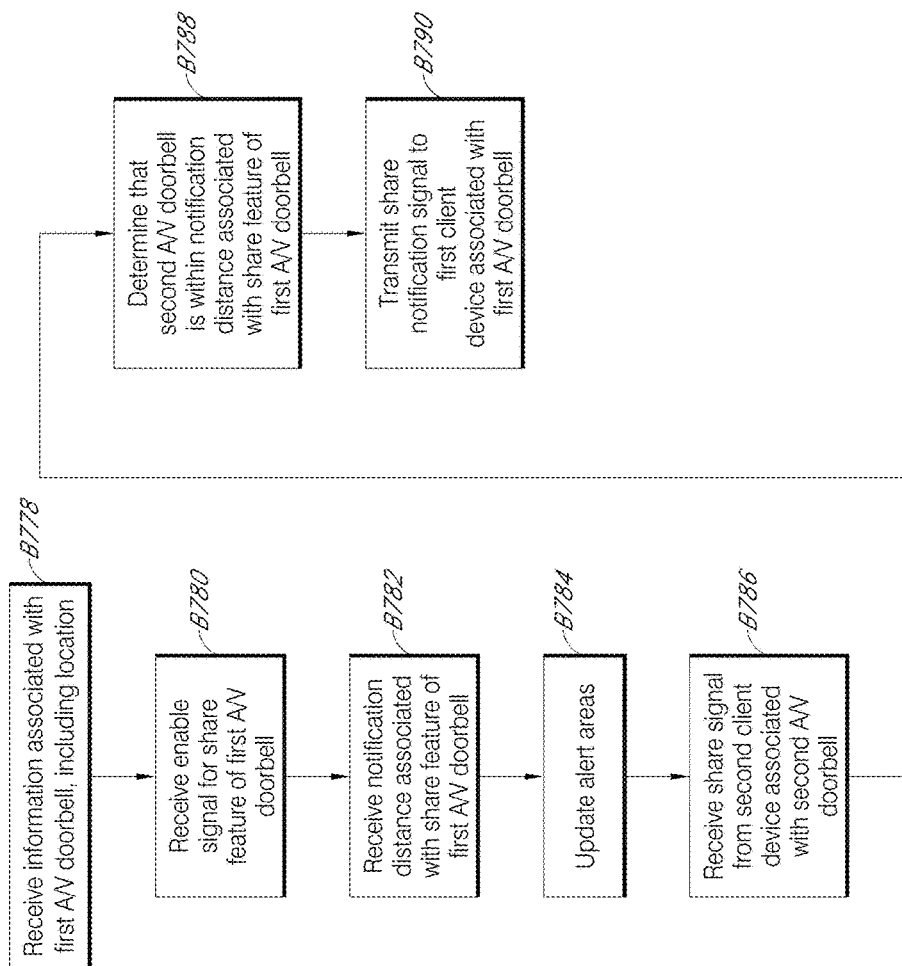 Receive information associated with
first A/V doorbell, including location
B778
Receive enable
signal for share
feature of first A/V
doorbell
B780
Receive notification
distance associated
with share feature of
first A/V doorbell
B782
Update alert areas
B784
Receive share signal
from second client
device associated
with second A/V
doorbell
B786
Determine that
second A/V doorbell
is within notification
distance associated
with share feature of
first A/V doorbell
B788
Transmit share
notification signal to
first client
device associated with
first A/V doorbell
B790